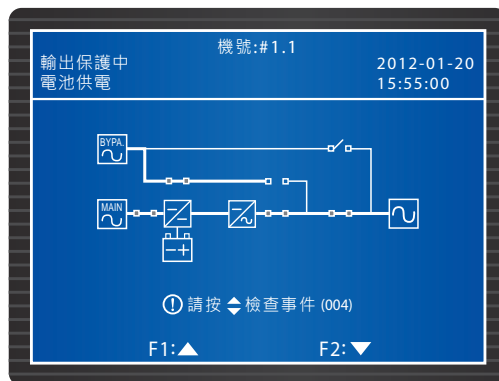 機號:#1.1
輸出保護中
2012-01-20
電池供電
15:55:00
BYPA.
MAIN
請按檢查事件 (004)
F1:▲
F2:▼